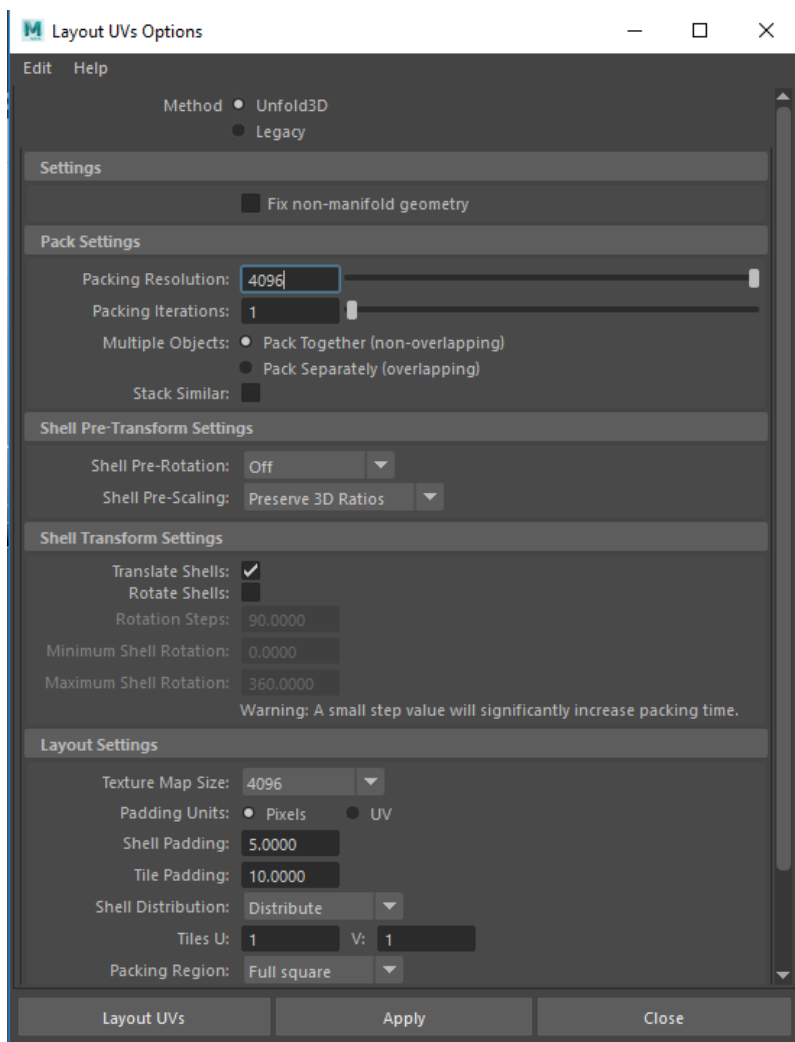 Layout UVs Options
Edit Help
Method Unfold3D
Legacy
Settings
Fix non-manifold geometry
Pack Settings
Packing Resolution: 4096
Packing Iterations: 1
Multiple Objects: Pack Together (non-overlapping)
Pack Separately (overlapping)
Stack Similar:
Shell Pre-Transform Settings
Shell Pre-Rotation: Off
Shell Pre-Scaling: Preserve 3D Ratios
Shell Transform Settings
Translate Shells:
Rotate Shells:
Rotation Steps: 90.0000
Minimum Shell Rotation: 0.0000
Maximum Shell Rotation: 360.0000
Warning: A small step value will significantly increase packing time.
Layout Settings
Texture Map Size: 4096
Padding Units: Pixels UV
Shell Padding: 5.0000
Tile Padding: 10.0000
Shell Distribution: Distribute
Tiles U: 1 V: 1
Packing Region: Full square
Layout UVs Apply Close